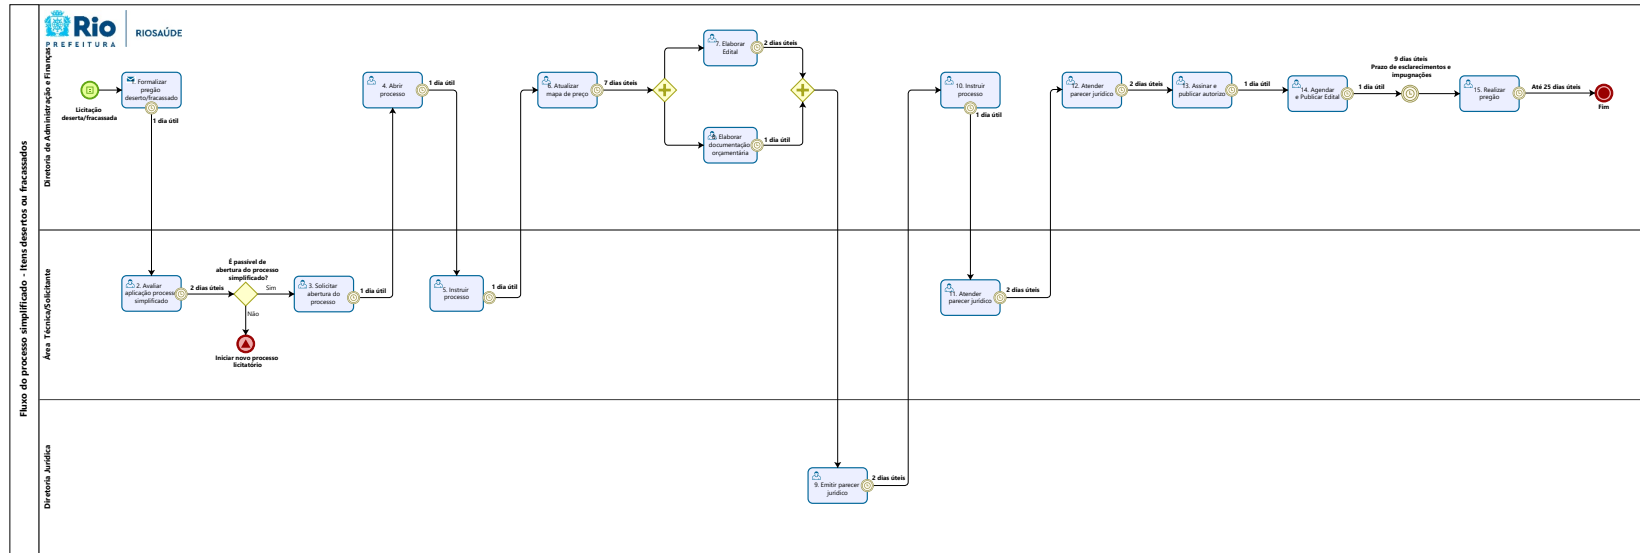 Fluxo do processo simplificado - Itens desertos ou fracassados
Rio
PREFEITURA
RIOSAÚDE
Diretoria de Administração e Finanças
Licitação
deserta/fracassada
1. Formalizar
pregão
deserto/fracassado
1 dia útil
4. Abrir
processo
1 dia útil
6. Atualizar
mapa de preço
7 dias úteis
7. Elaborar
Edital
2 dias úteis
8. Elaborar
documentação
orçamentária
1 dia útil
10. Instruir
processo
1 dia útil
12. Atender
parecer jurídico
2 dias úteis
13. Assinar e
publicar autorizo
1 dia útil
14. Agendar
e Publicar Edital
1 dia útil
9 dias úteis
Prazo de esclarecimentos e
impugnações
15. Realizar
pregão
Até 25 dias úteis
Fim
Área Técnica/Solicitante
2. Avaliar
aplicação processo
simplificado
2 dias úteis
É passível de
abertura do processo
simplificado?
Sim
Não
Iniciar novo processo
licitatório
3. Solicitar
abertura do
processo
1 dia útil
5. Instruir
processo
1 dia útil
11. Atender
parecer jurídico
2 dias úteis
Diretoria Jurídica
9. Emitir parecer
jurídico
2 dias úteis